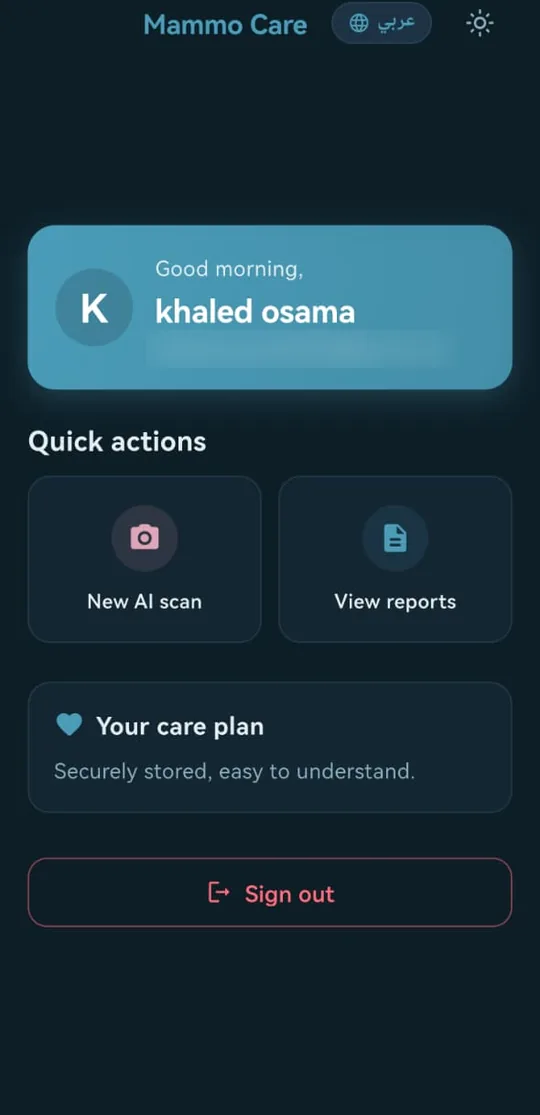 Mammo Care
عربي
Good morning,
K
khaled osama
Quick actions
New AI scan
View reports
Your care plan
Securely stored, easy to understand.
Sign out